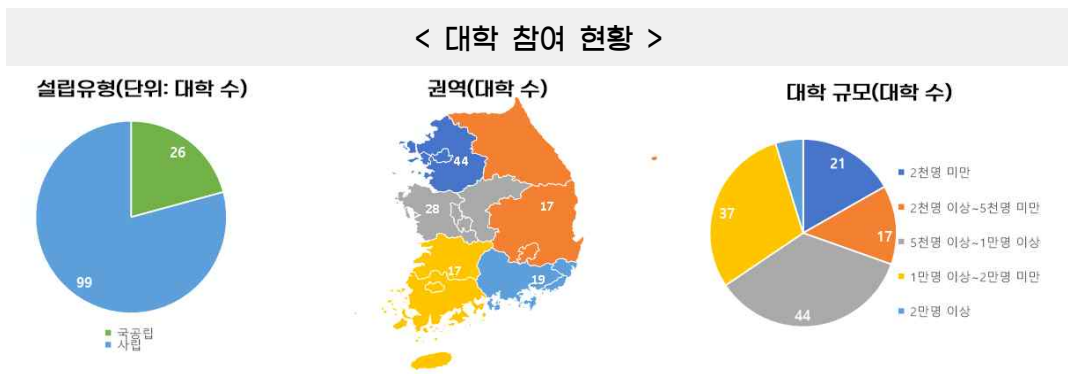 < 대학 참여 현황 >
설립유형(단위: 대학 수)
26
99
국공립
사립
권역(대학 수)
44
28
17
17
19
대학 규모(대학 수)
21
17
44
37
2천명 미만
2천명 이상~5천명 미만
5천명 이상~1만명 이상
1만명 이상~2만명 미만
2만명 이상